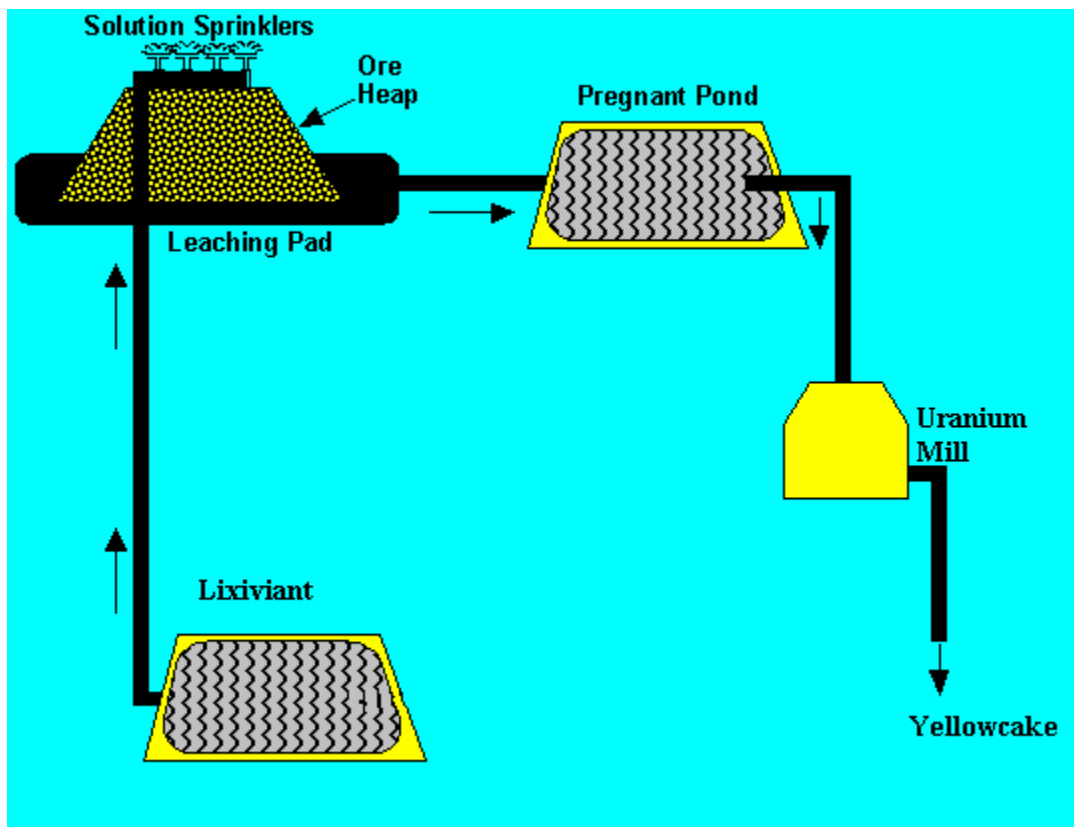 Solution Sprinklers
Ore
Heap
Pregnant Pond
Leaching Pad
Uranium
Mill
Lixiviant
Yellowcake